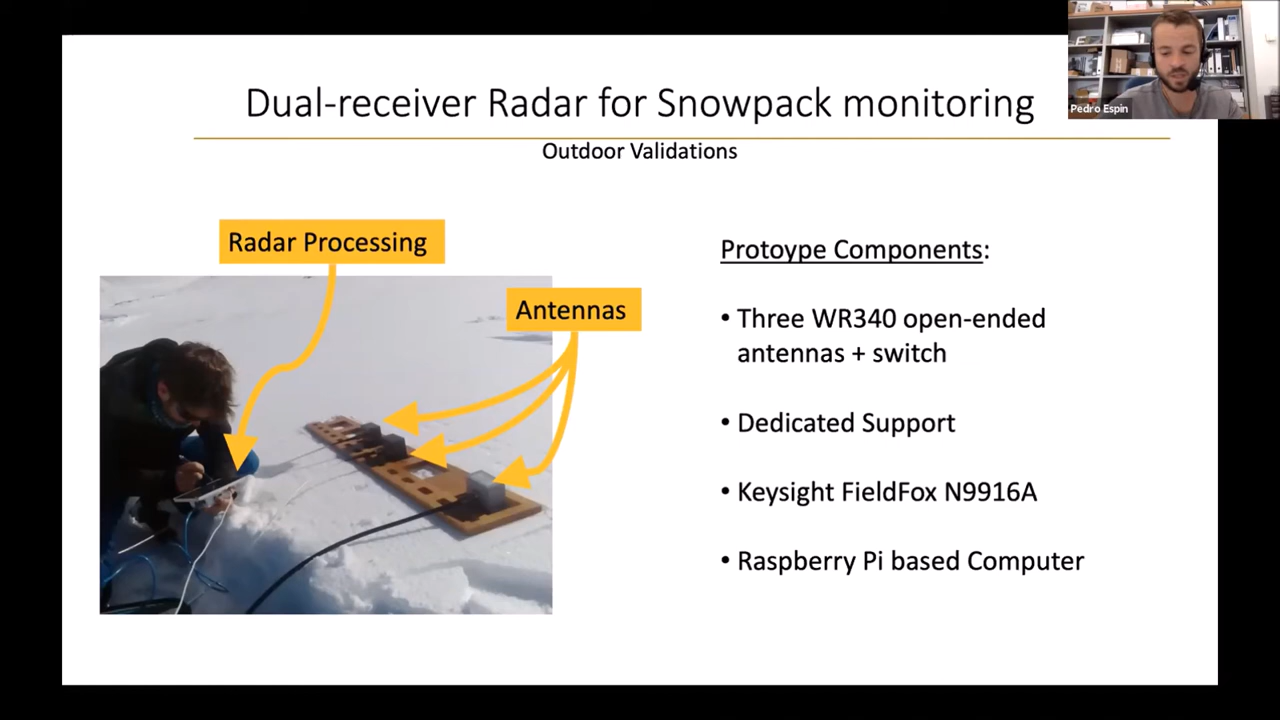 Dual-receiver Radar for Snowpack monitoring
Pedro Espin
Outdoor Validations
Radar Processing
Antennas
Protoype Components:
• Three WR340 open-ended
antennas + switch
• Dedicated Support
• Keysight FieldFox N9916A
• Raspberry Pi based Computer